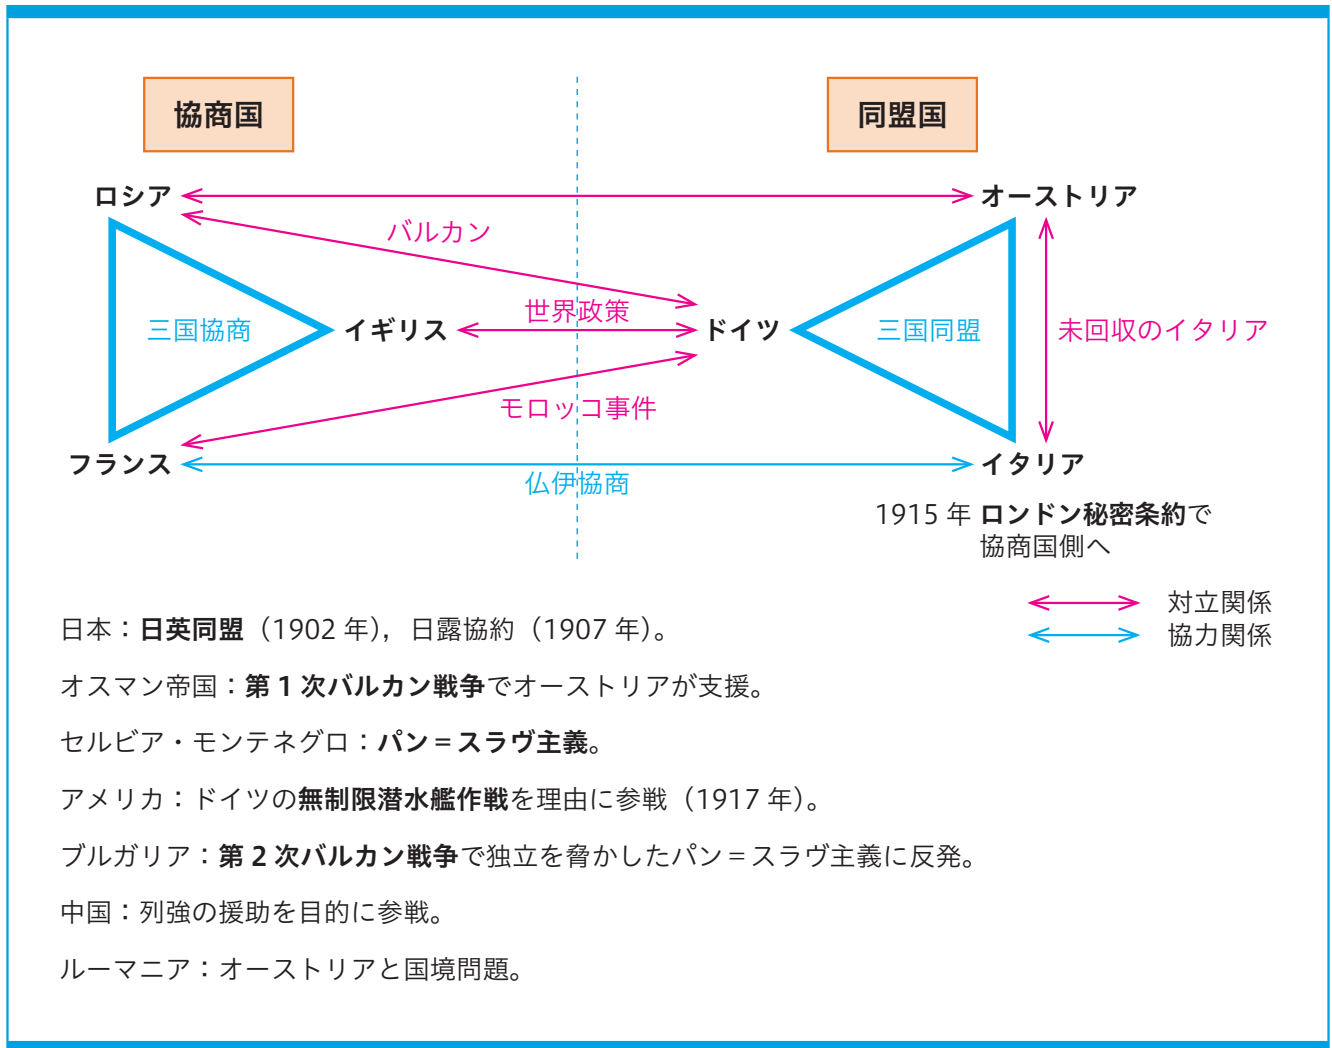 協商国
同盟国
ロシア
オーストリア
バルカン
世界政策
三国協商
イギリス
ドイツ
三国同盟
未回収のイタリア
モロッコ事件
フランス
イタリア
仏伊協商
1915 年 ロンドン秘密条約で
協商国側へ
対立関係
協力関係
日本：日英同盟（1902 年），日露協約（1907 年）。
オスマン帝国：第 1 次バルカン戦争でオーストリアが支援。
セルビア・モンテネグロ：パン＝スラヴ主義。
アメリカ：ドイツの無制限潜水艦作戦を理由に参戦（1917 年）。
ブルガリア：第 2 次バルカン戦争で独立を脅かしたパン＝スラヴ主義に反発。
中国：列強の援助を目的に参戦。
ルーマニア：オーストリアと国境問題。